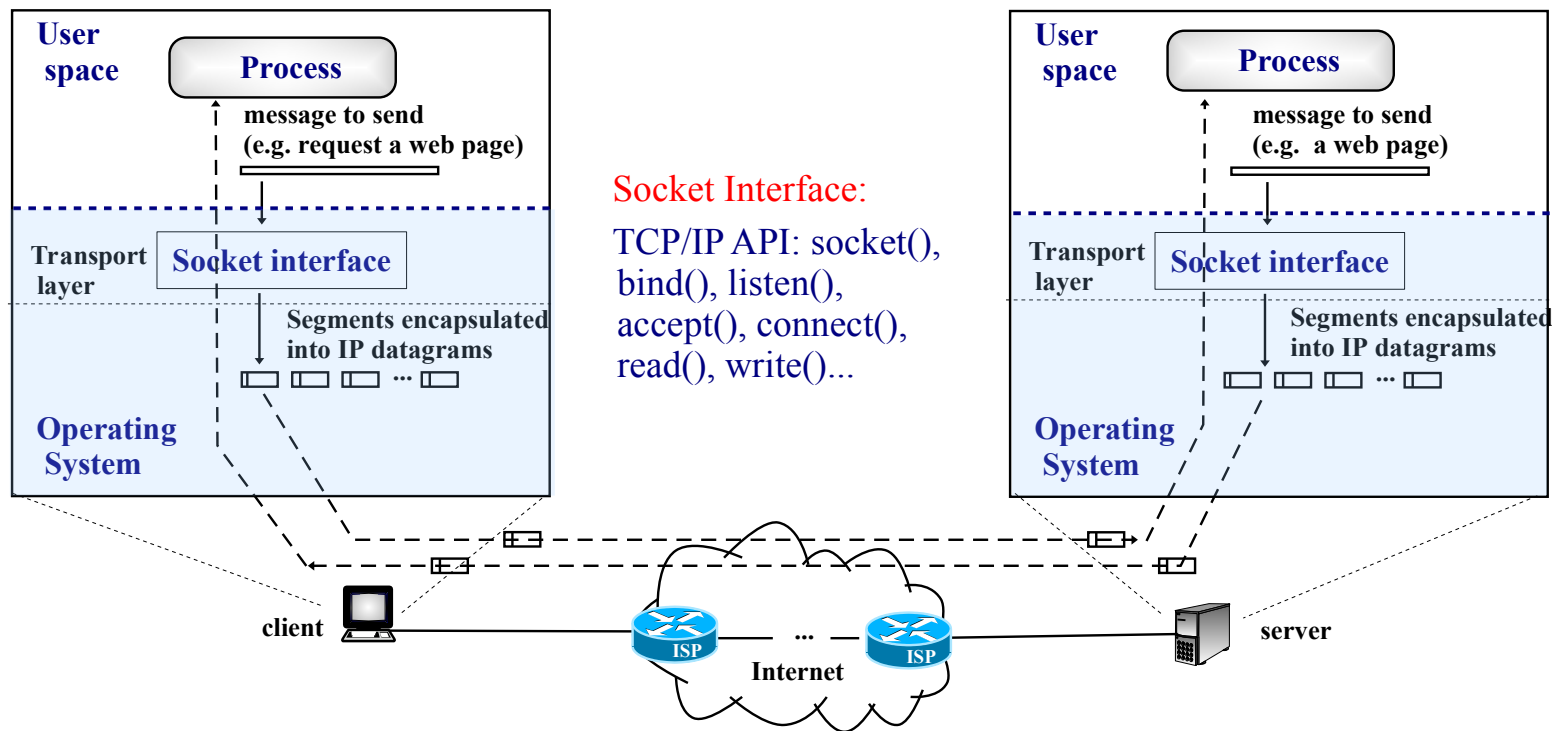 User
space
Process
message to send
(e.g. request a web page)
Transport
layer
Socket interface
Segments encapsulated
into IP datagrams
...
Operating
System
Socket Interface:
TCP/IP API: socket(),
bind(), listen(),
accept(), connect(),
read(), write()...
User
space
Process
message to send
(e.g. a web page)
Transport
layer
Socket interface
Segments encapsulated
into IP datagrams
...
Operating
System
client
ISP
...
Internet
ISP
server